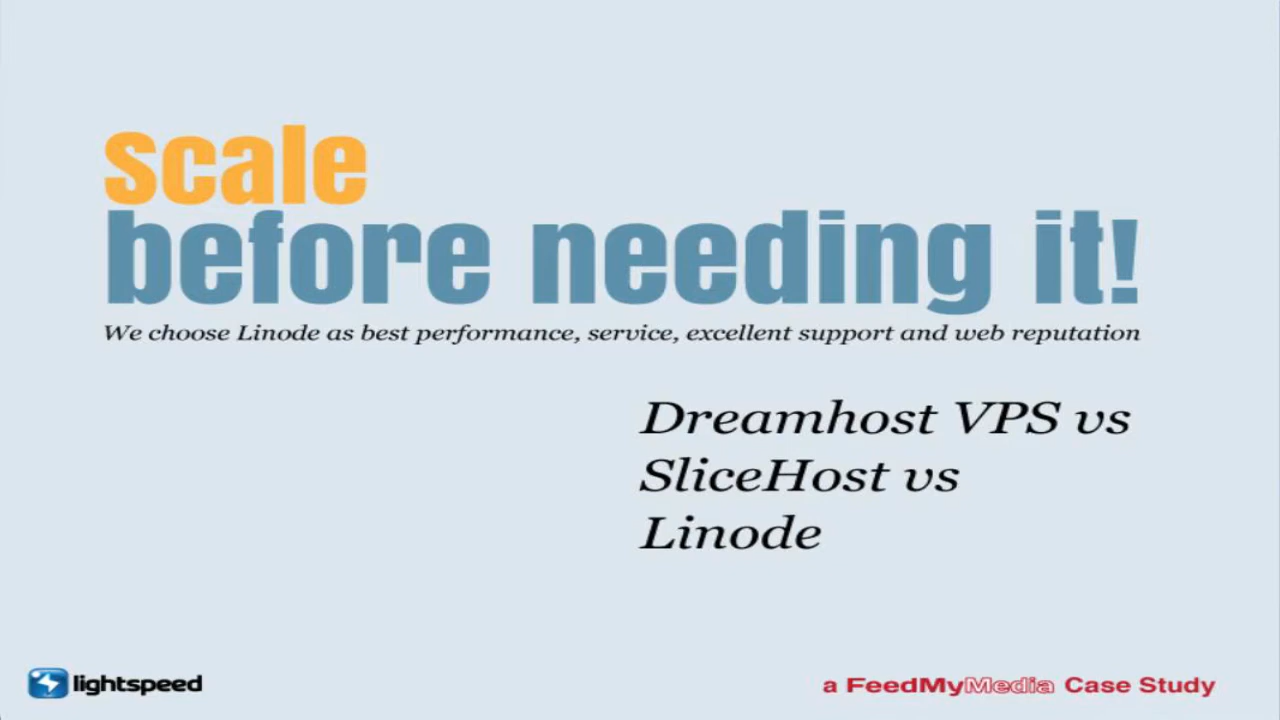 scale
before needing it!
We choose Linode as best performance, service, excellent support and web reputation
Dreamhost VPS vs
SliceHost vs
Linode
lightspeed
a FeedMyMedia Case Study